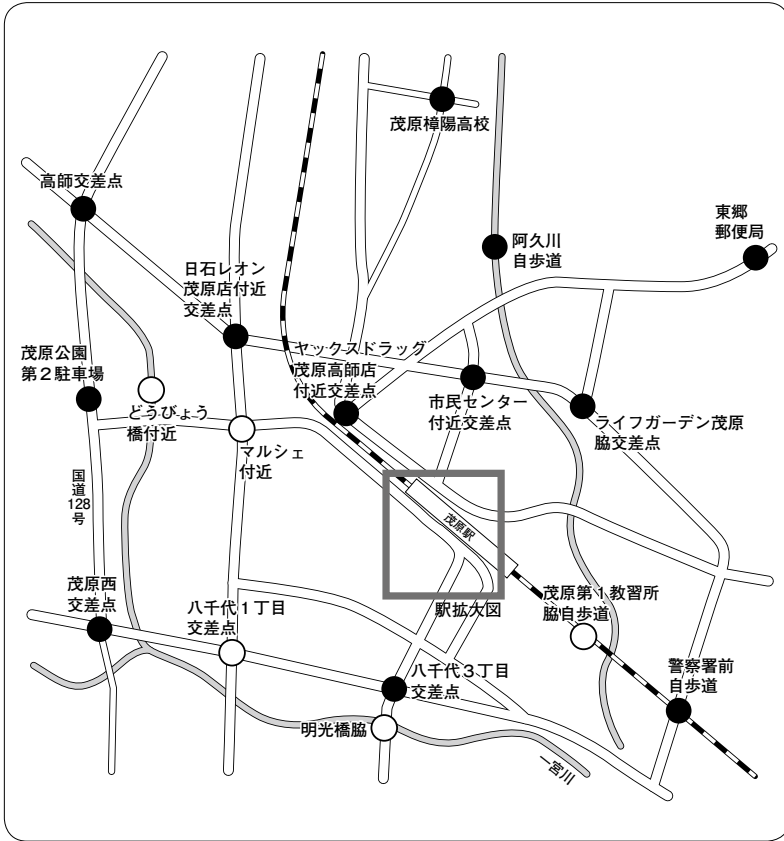 茂原樟陽高校
高師交差点
東郷
郵便局
阿久川
自歩道
日石レオン
茂原店付近
交差点
ヤックスドラッグ
茂原高師店
付近交差点
茂原公園
第2駐車場
どうびょう
橋付近
市民センター
付近交差点
ライフガーデン茂原
脇交差点
マルシェ
付近
国道128号
茂原駅
茂原西
交差点
八千代1丁目
交差点
駅拡大図
茂原第1教習所
脇自歩道
八千代3丁目
交差点
警察署前
自歩道
明光橋脇
一宮川